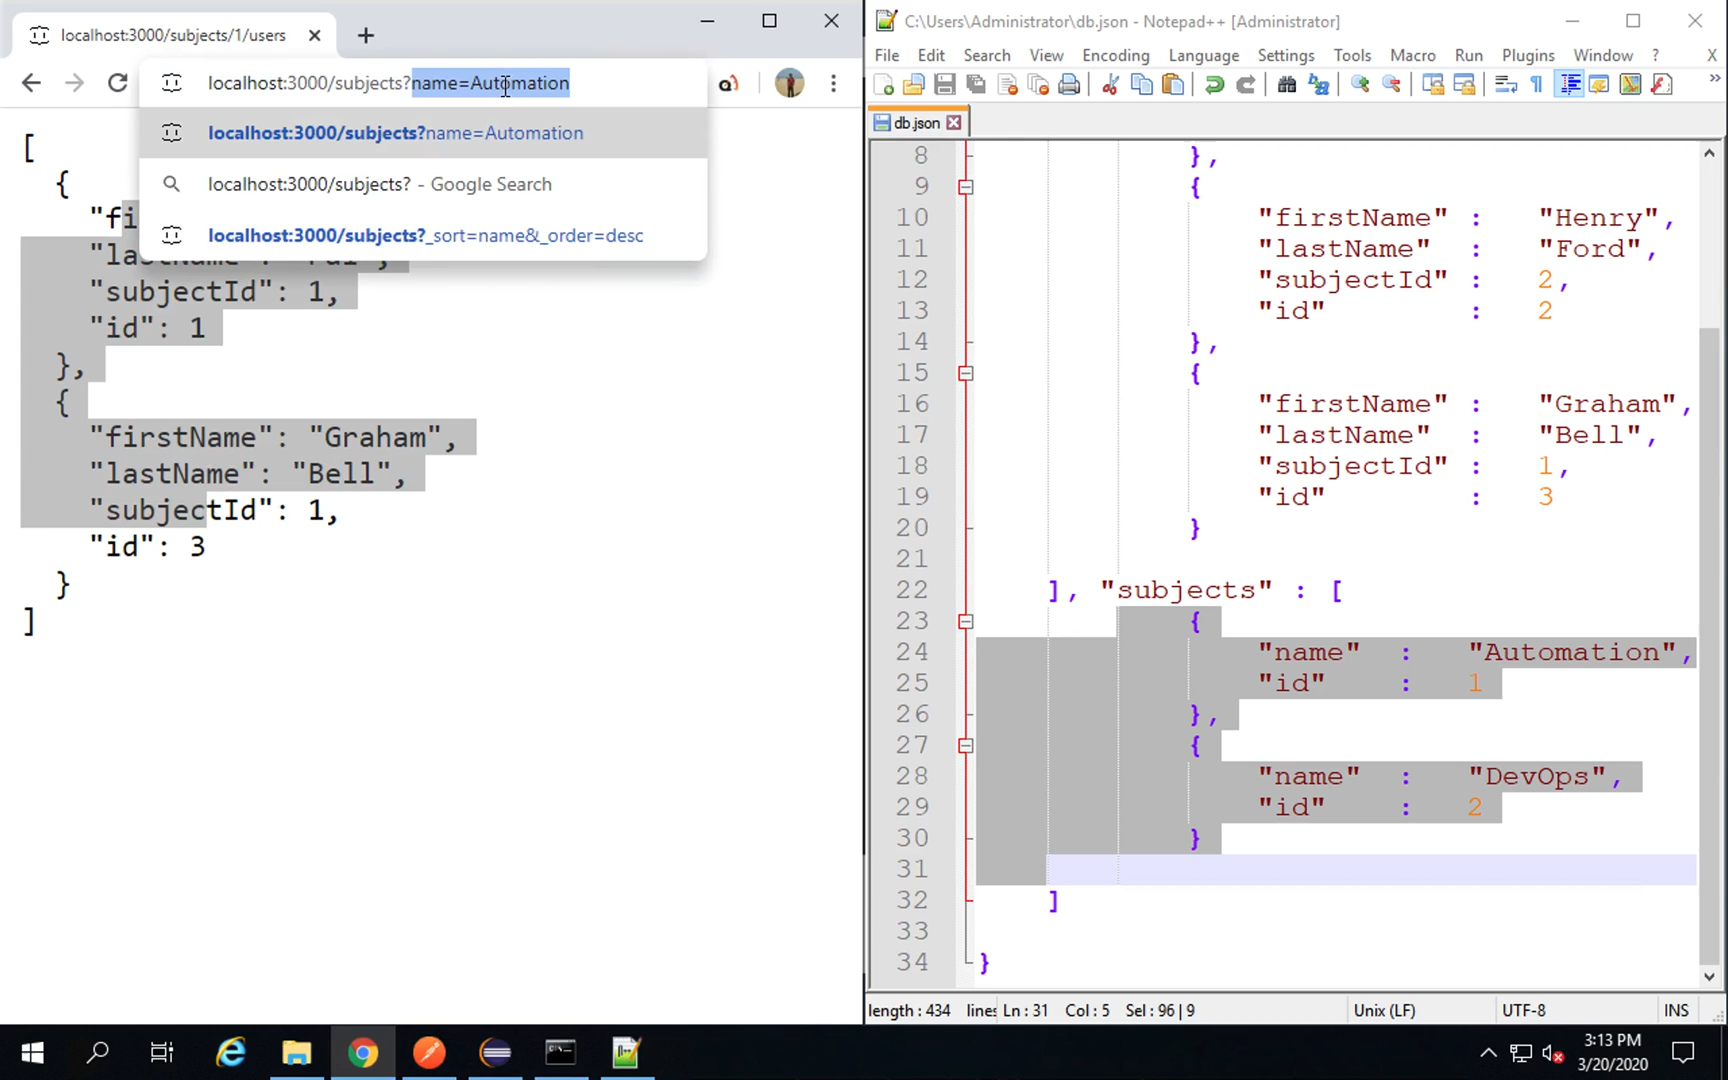 localhost:3000/subjects/1/users
localhost:3000/subjects?name=Automation
localhost:3000/subjects?name=Automation
localhost:3000/subjects? - Google Search
localhost:3000/subjects?_sort=name&_order=desc
[
{
"fi
"subjectId": 1,
"id": 1
},
{
"firstName": "Graham",
"lastName": "Bell",
"subjectId": 1,
"id": 3
}
]
C:\Users\Administrator\db.json - Notepad++ [Administrator]
File Edit Search View Encoding Language Settings Tools Macro Run Plugins Window ? X
db.json
8 },
9 {
10 "firstName" : "Henry",
11 "lastName" : "Ford",
12 "subjectId" : 2,
13 "id" : 2
14 },
15 {
16 "firstName" : "Graham",
17 "lastName" : "Bell",
18 "subjectId" : 1,
19 "id" : 3
20 }
21
22 ], "subjects" : [
23 {
24 "name" : "Automation",
25 "id" : 1
26 },
27 {
28 "name" : "DevOps",
29 "id" : 2
30 }
31
32 ]
33
34 }
length : 434 lines Ln : 31 Col : 5 Sel : 96 | 9 Unix (LF) UTF-8 INS
3:13 PM
3/20/2020